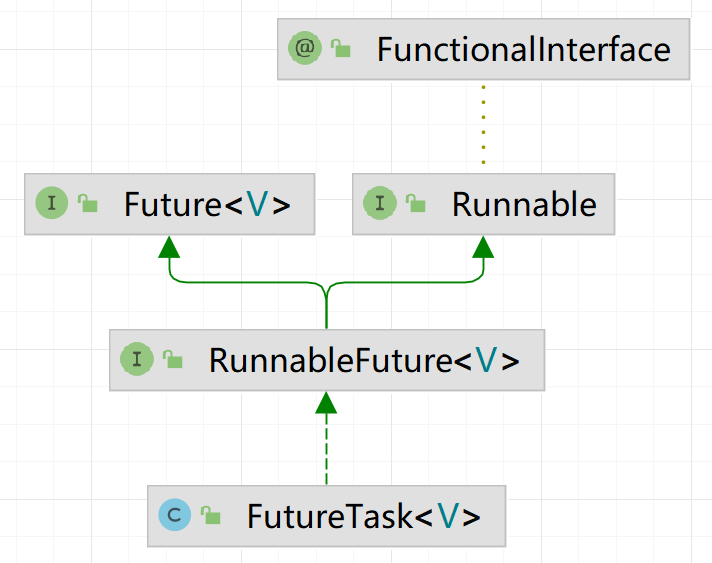 @ FunctionalInterface
I Future<V>
I Runnable
I RunnableFuture<V>
C FutureTask<V>